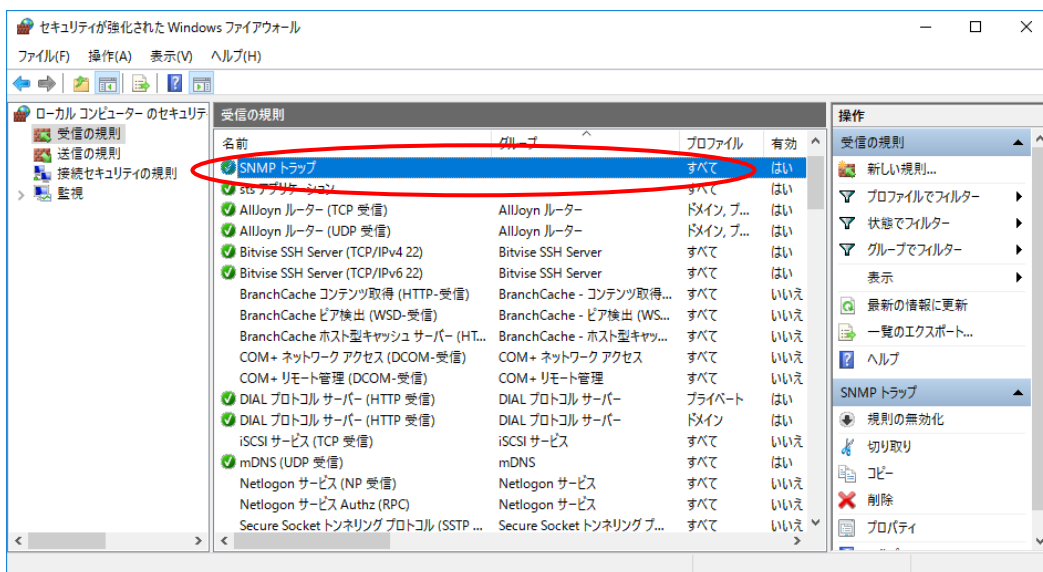 セキュリティが強化された Windows ファイアウォール
ファイル(F) 操作(A) 表示(V) ヘルプ(H)
ローカル コンピューター のセキュリテ
受信の規則
送信の規則
接続セキュリティの規則
監視
受信の規則
名前 グループ プロファイル 有効
SNMP トラップ すべて はい
sts アプリケーション すべて はい
AllJoyn ルーター (TCP 受信) AllJoyn ルーター ドメイン, プ... はい
AllJoyn ルーター (UDP 受信) AllJoyn ルーター ドメイン, プ... はい
Bitvise SSH Server (TCP/IPv4 22) Bitvise SSH Server すべて はい
Bitvise SSH Server (TCP/IPv6 22) Bitvise SSH Server すべて はい
BranchCache コンテンツ取得 (HTTP-受信) BranchCache - コンテンツ取得... すべて いいえ
BranchCache ピア検出 (WSD-受信) BranchCache - ピア検出 (WS... すべて いいえ
BranchCache ホスト型キャッシュ サーバー (HT... BranchCache - ホスト型キャッ... すべて いいえ
COM+ ネットワーク アクセス (DCOM-受信) COM+ ネットワーク アクセス すべて いいえ
COM+ リモート管理 (DCOM-受信) COM+ リモート管理 すべて いいえ
DIAL プロトコル サーバー (HTTP 受信) DIAL プロトコル サーバー プライベート はい
DIAL プロトコル サーバー (HTTP 受信) DIAL プロトコル サーバー ドメイン はい
iSCSI サービス (TCP 受信) iSCSI サービス すべて いいえ
mDNS (UDP 受信) mDNS すべて はい
Netlogon サービス (NP 受信) Netlogon サービス すべて いいえ
Netlogon サービス Authz (RPC) Netlogon サービス すべて いいえ
Secure Socket トンネリング プロトコル (SSTP ... Secure Socket トンネリング プ... すべて いいえ
操作
受信の規則
新しい規則...
プロファイルでフィルター
状態でフィルター
グループでフィルター
表示
最新の情報に更新
一覧のエクスポート...
ヘルプ
SNMP トラップ
規則の無効化
切り取り
コピー
削除
プロパティ